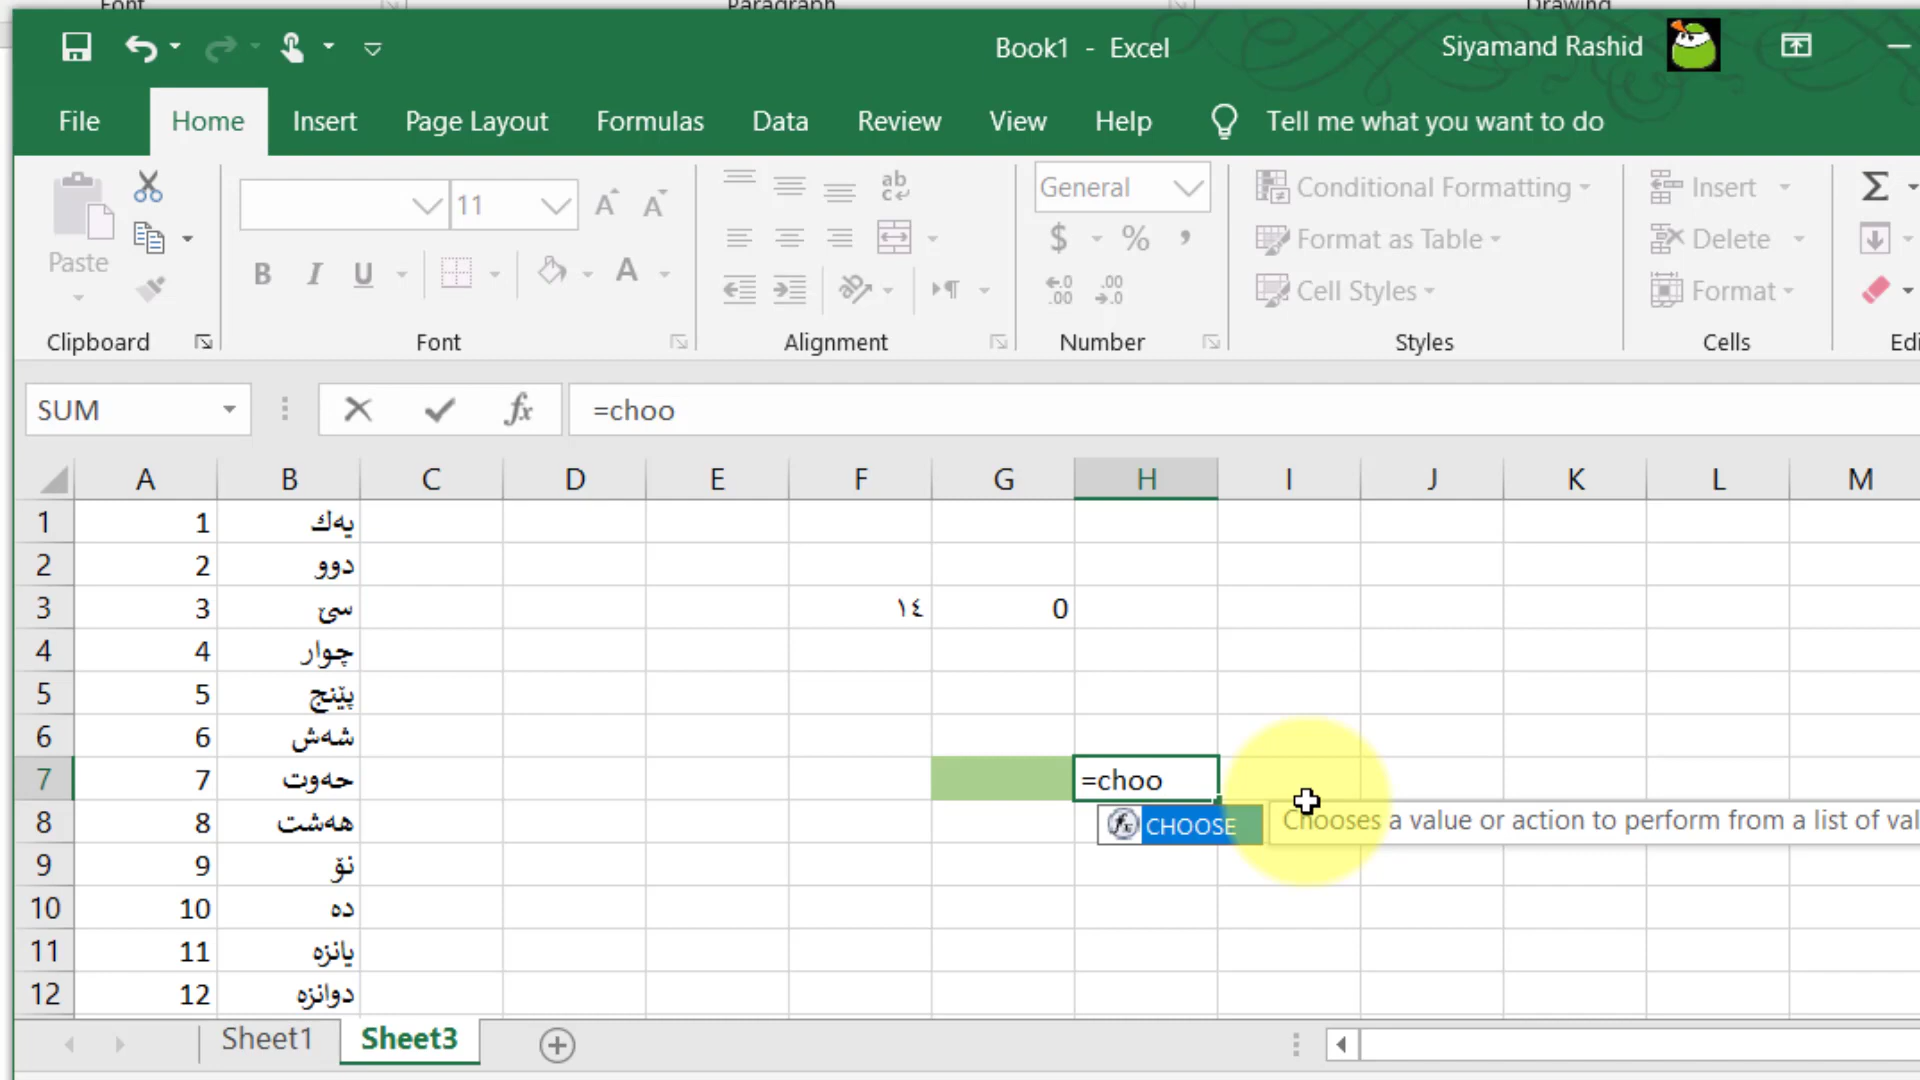 Font Paragraph Drawing
Book1 - Excel Siyamand Rashid
File Home Insert Page Layout Formulas Data Review View Help Tell me what you want to do
Paste
11
General
Conditional Formatting
Format as Table
Cell Styles
Insert
Delete
Format
Clipboard Font Alignment Number Styles Cells
SUM =choo
A B C D E F G H I J K L M
1 1 یەك
2 2 دوو
3 3 سێ ١٤ 0
4 4 چوار
5 5 پێنج
6 6 شەش
7 7 حەوت =choo
8 8 هەشت CHOOSE Chooses a value or action to perform from a list of
9 9 نۆ
10 10 دە
11 11 یانزە
12 12 دوانزە
Sheet1 Sheet3